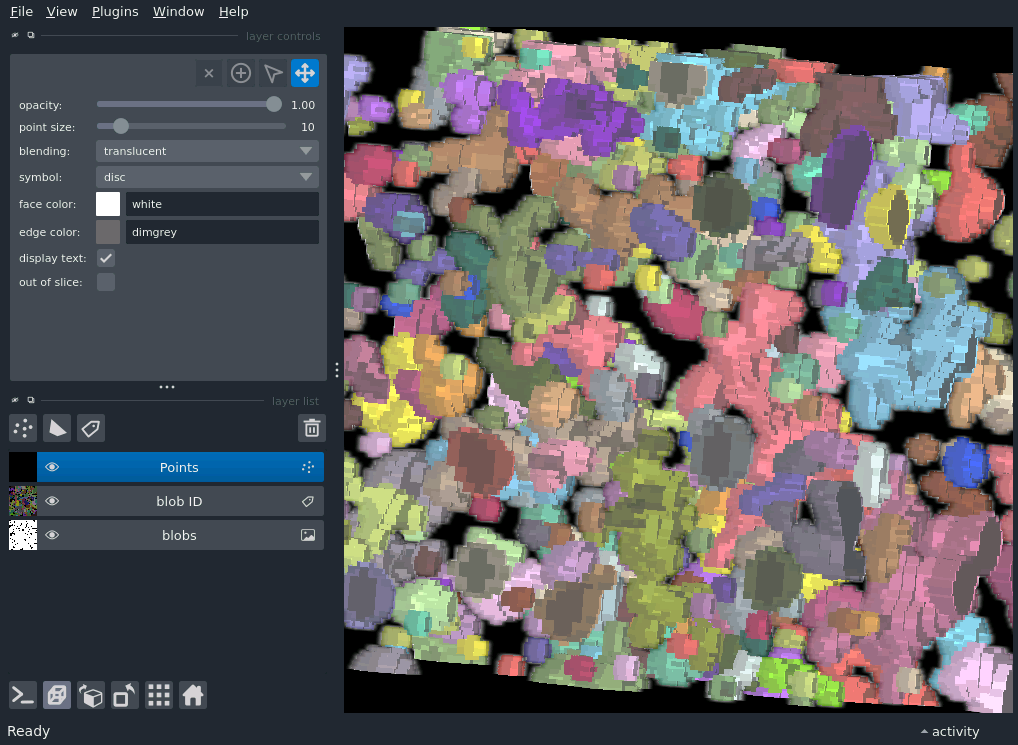 File View Plugins Window Help
layer controls
opacity: 1.00
point size: 10
blending: translucent
symbol: disc
face color: white
edge color: dimgrey
display text:
out of slice:
layer list
Points
blob ID
blobs
Ready
activity